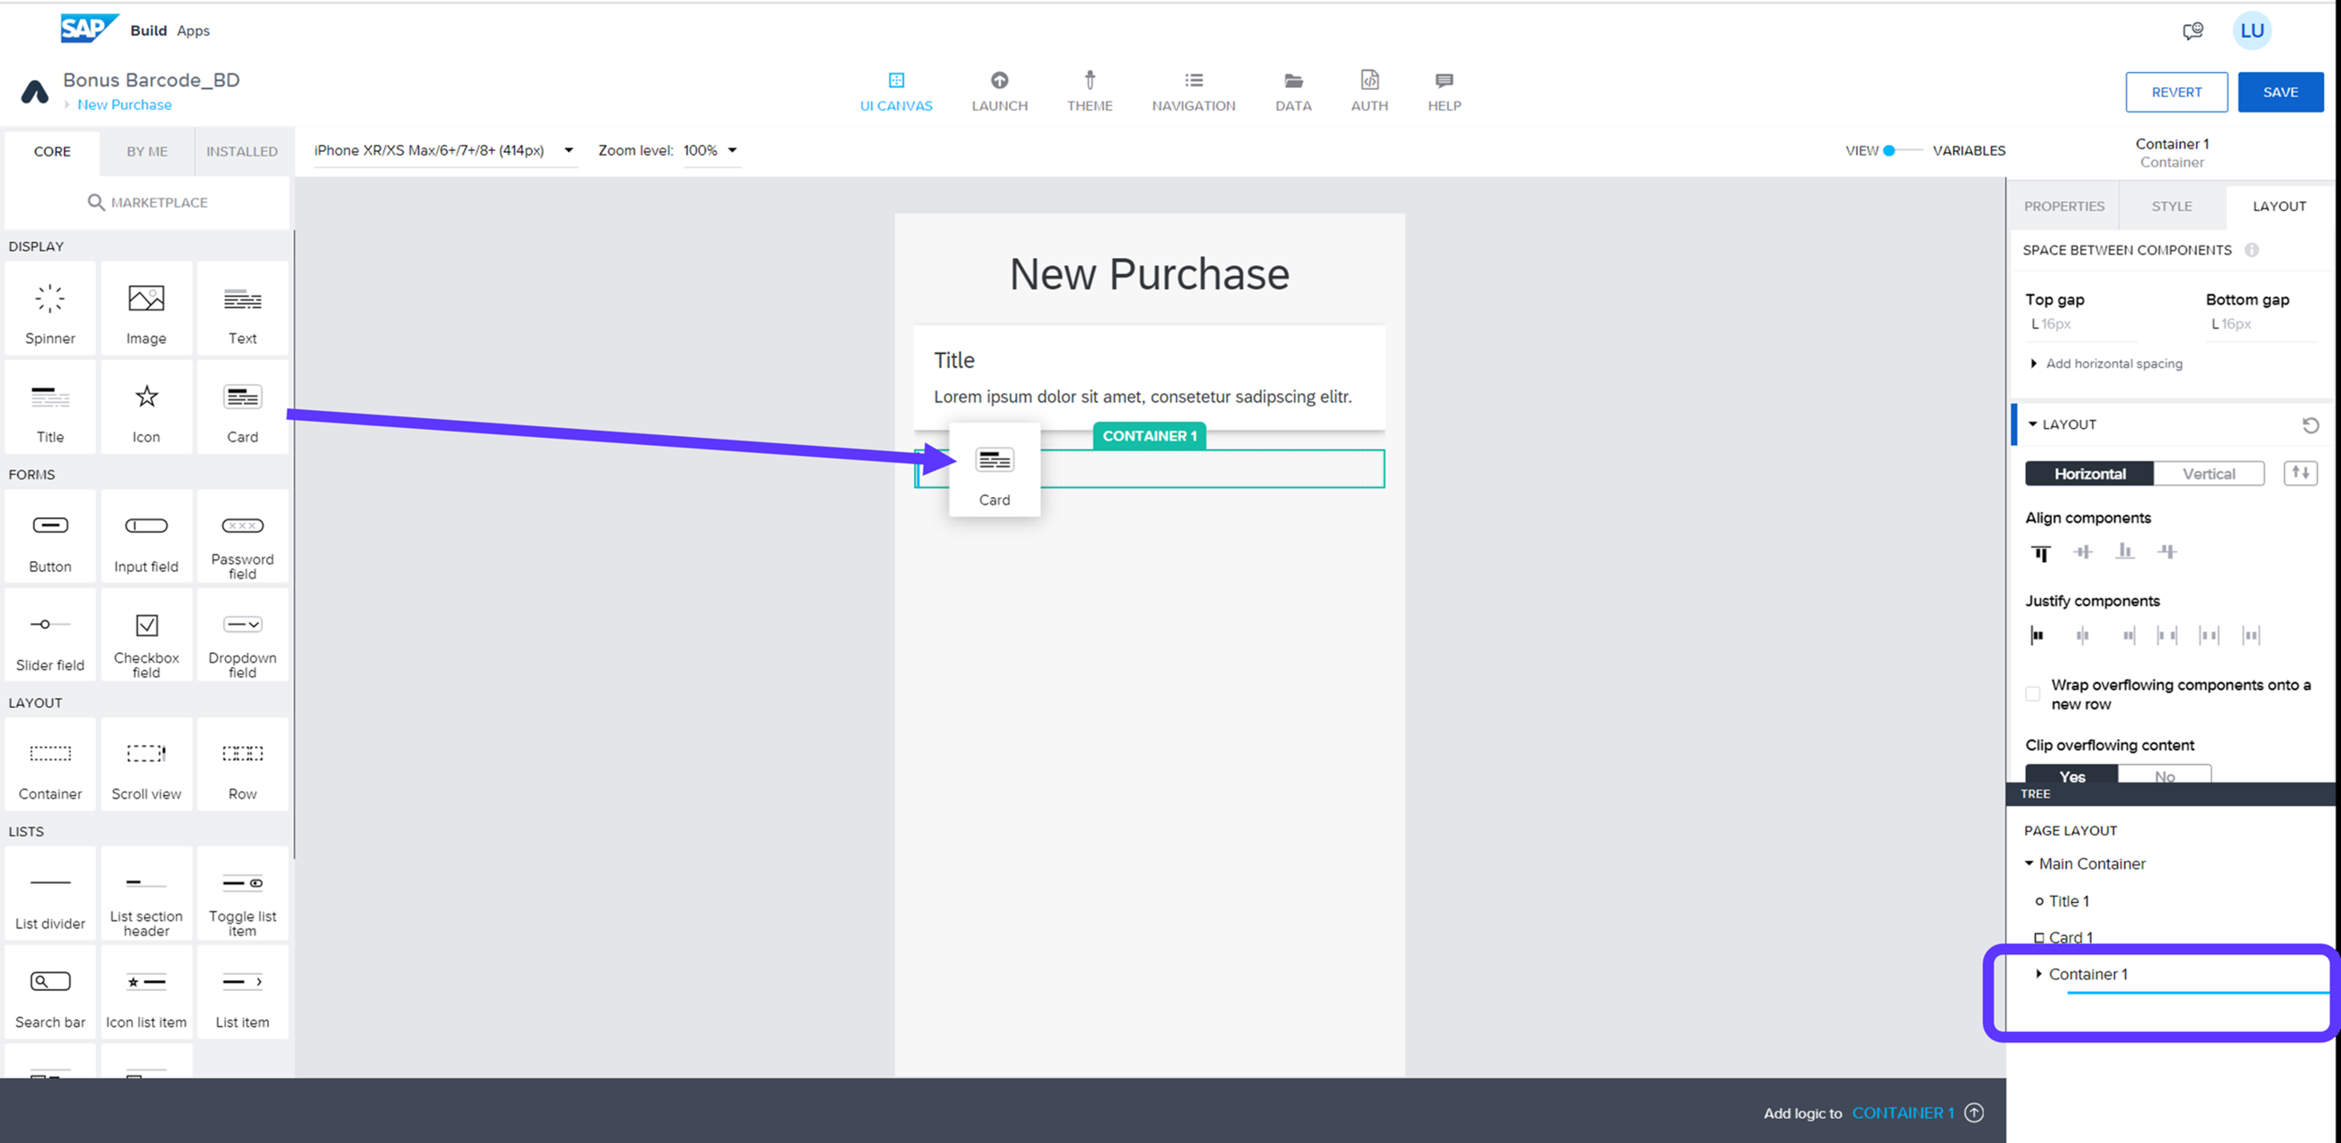 SAP Build Apps
LU
Bonus Barcode_BD
New Purchase
UI CANVAS
LAUNCH
THEME
NAVIGATION
DATA
AUTH
HELP
REVERT
SAVE
CORE
BY ME
INSTALLED
iPhone XR/XS Max/6+/7+/8+ (414px)
Zoom level: 100%
VIEW
VARIABLES
Container 1
Container
MARKETPLACE
PROPERTIES
STYLE
LAYOUT
DISPLAY
Spinner
Image
Text
Title
Icon
Card
FORMS
Button
Input field
Password
field
Slider field
Checkbox
field
Dropdown
field
LAYOUT
Container
Scroll view
Row
LISTS
List divider
List section
header
Toggle list
item
Search bar
Icon list item
List item
New Purchase
Title
Lorem ipsum dolor sit amet, consetetur sadipscing elitr.
CONTAINER 1
Card
SPACE BETWEEN COMPONENTS
Top gap
Bottom gap
L 16px
L 16px
Add horizontal spacing
LAYOUT
Horizontal
Vertical
Align components
Justify components
Wrap overflowing components onto a
new row
Clip overflowing content
Yes
No
TREE
PAGE LAYOUT
Main Container
Title 1
Card 1
Container 1
Add logic to CONTAINER 1